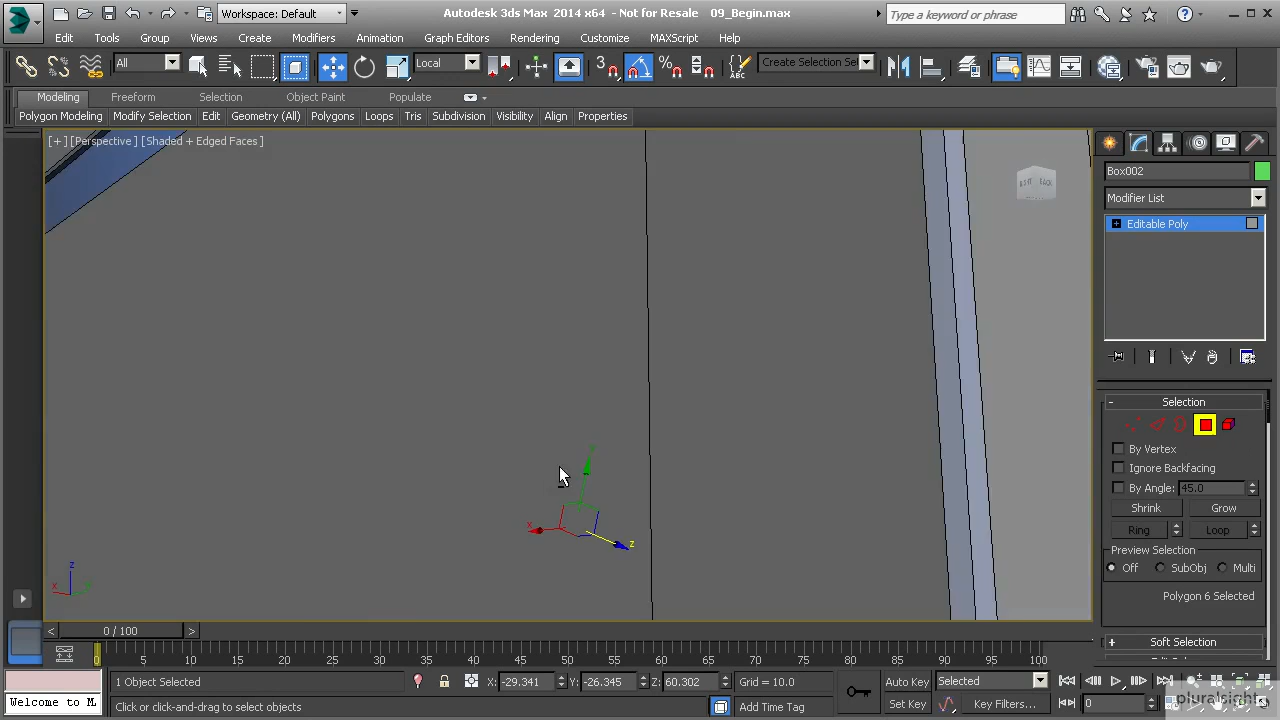 Workspace: Default
Autodesk 3ds Max 2014 x64 - Not for Resale 09_Begin.max
Type a keyword or phrase
Edit Tools Group Views Create Modifiers Animation Graph Editors Rendering Customize MAXScript Help
All
Local
3
Create Selection Se
Modeling Freeform Selection Object Paint Populate
Polygon Modeling Modify Selection Edit Geometry (All) Polygons Loops Tris Subdivision Visibility Align Properties
[+] [Perspective] [Shaded + Edged Faces]
Box002
Modifier List
Editable Poly
Selection
By Vertex
Ignore Backfacing
By Angle: 45.0
Shrink Grow
Ring Loop
Preview Selection
Off SubObj Multi
Polygon 6 Selected
Soft Selection
x
z
z
x
< 0 / 100 >
0 5 10 15 20 25 30 35 40 45 50 55 60 65 70 75 80 85 90 95 100
1 Object Selected
X: -29.341 Y: -26.345 Z: 60.302 Grid = 10.0
Auto Key Selected
Welcome to M
Click or click-and-drag to select objects
Add Time Tag
Set Key Key Filters... 0
pluralsight